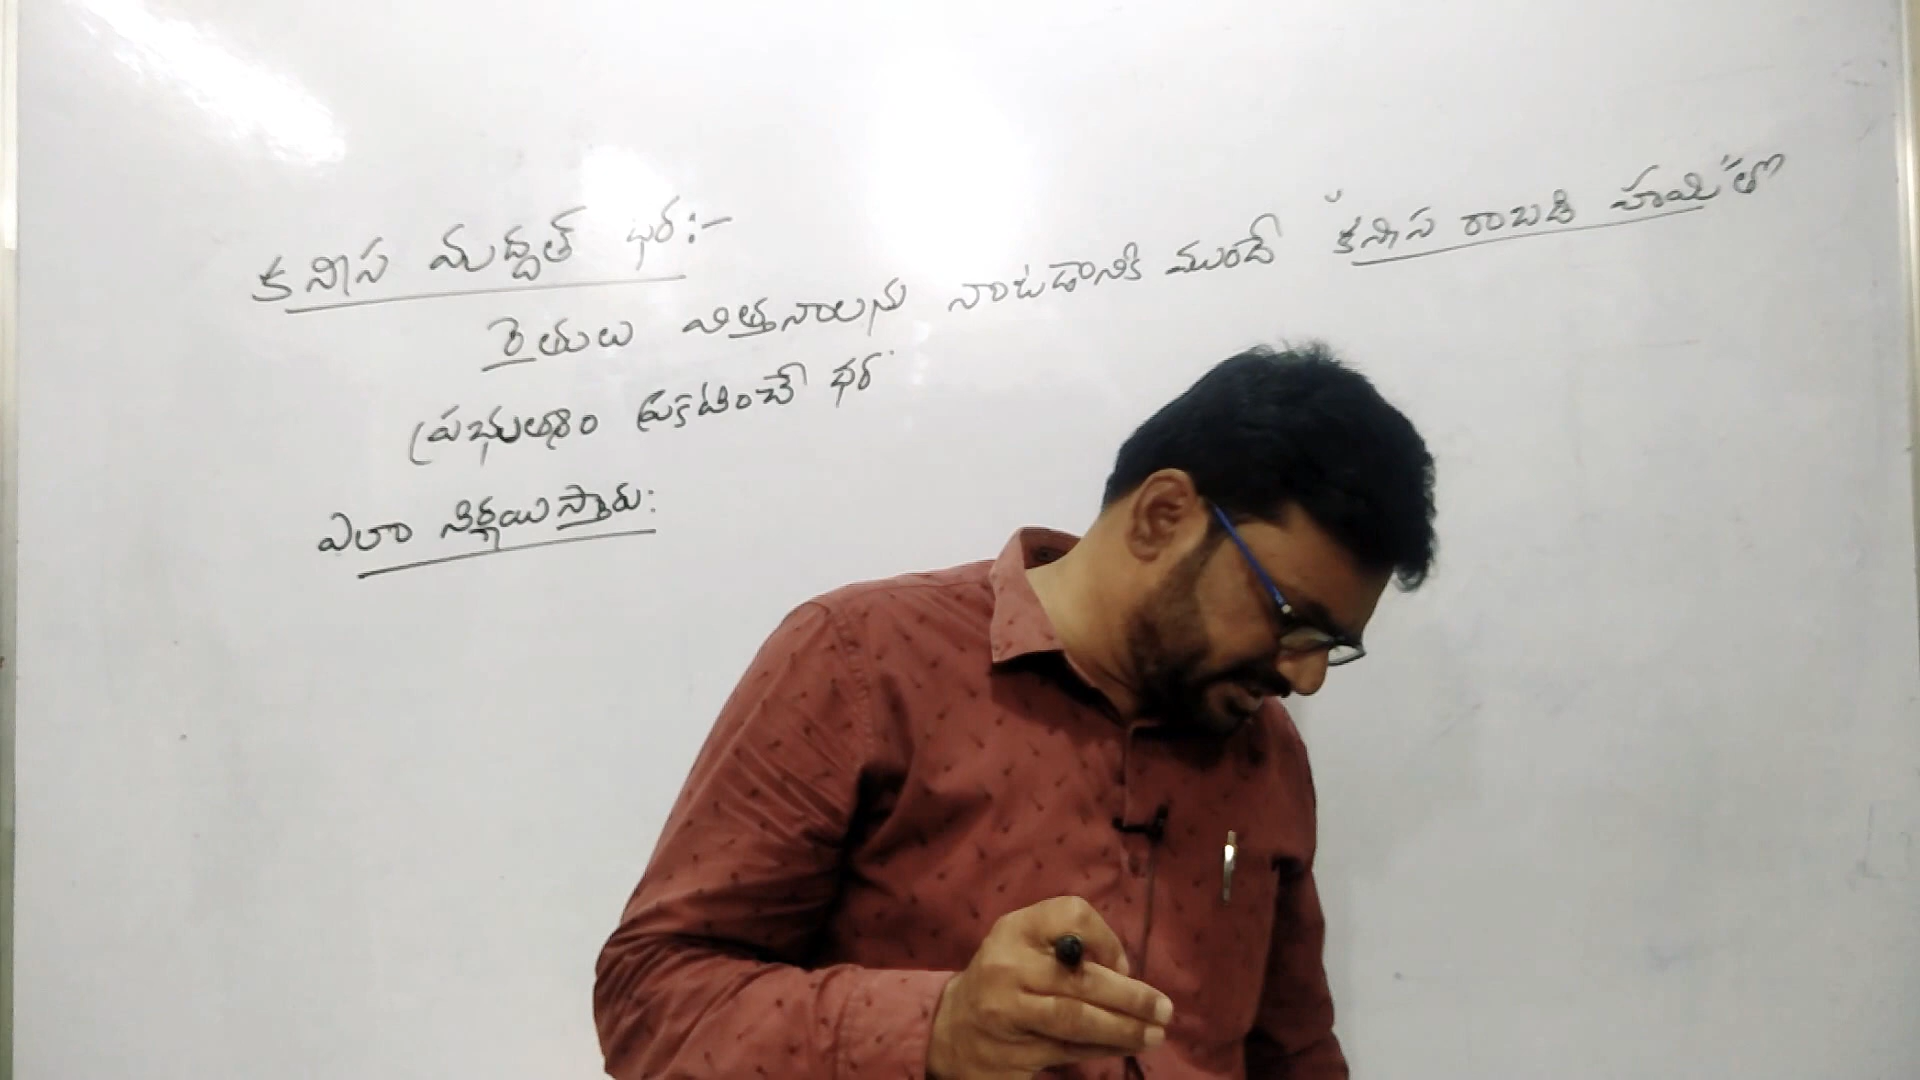 కనీస మద్దత్ ధర:-
రైతులు విత్తనాలను నాటడానికి ముందే "కనీస రాబడి హామీ"తో
ప్రభుత్వం ప్రకటించే ధర
ఎలా నిర్ణయిస్తారు: